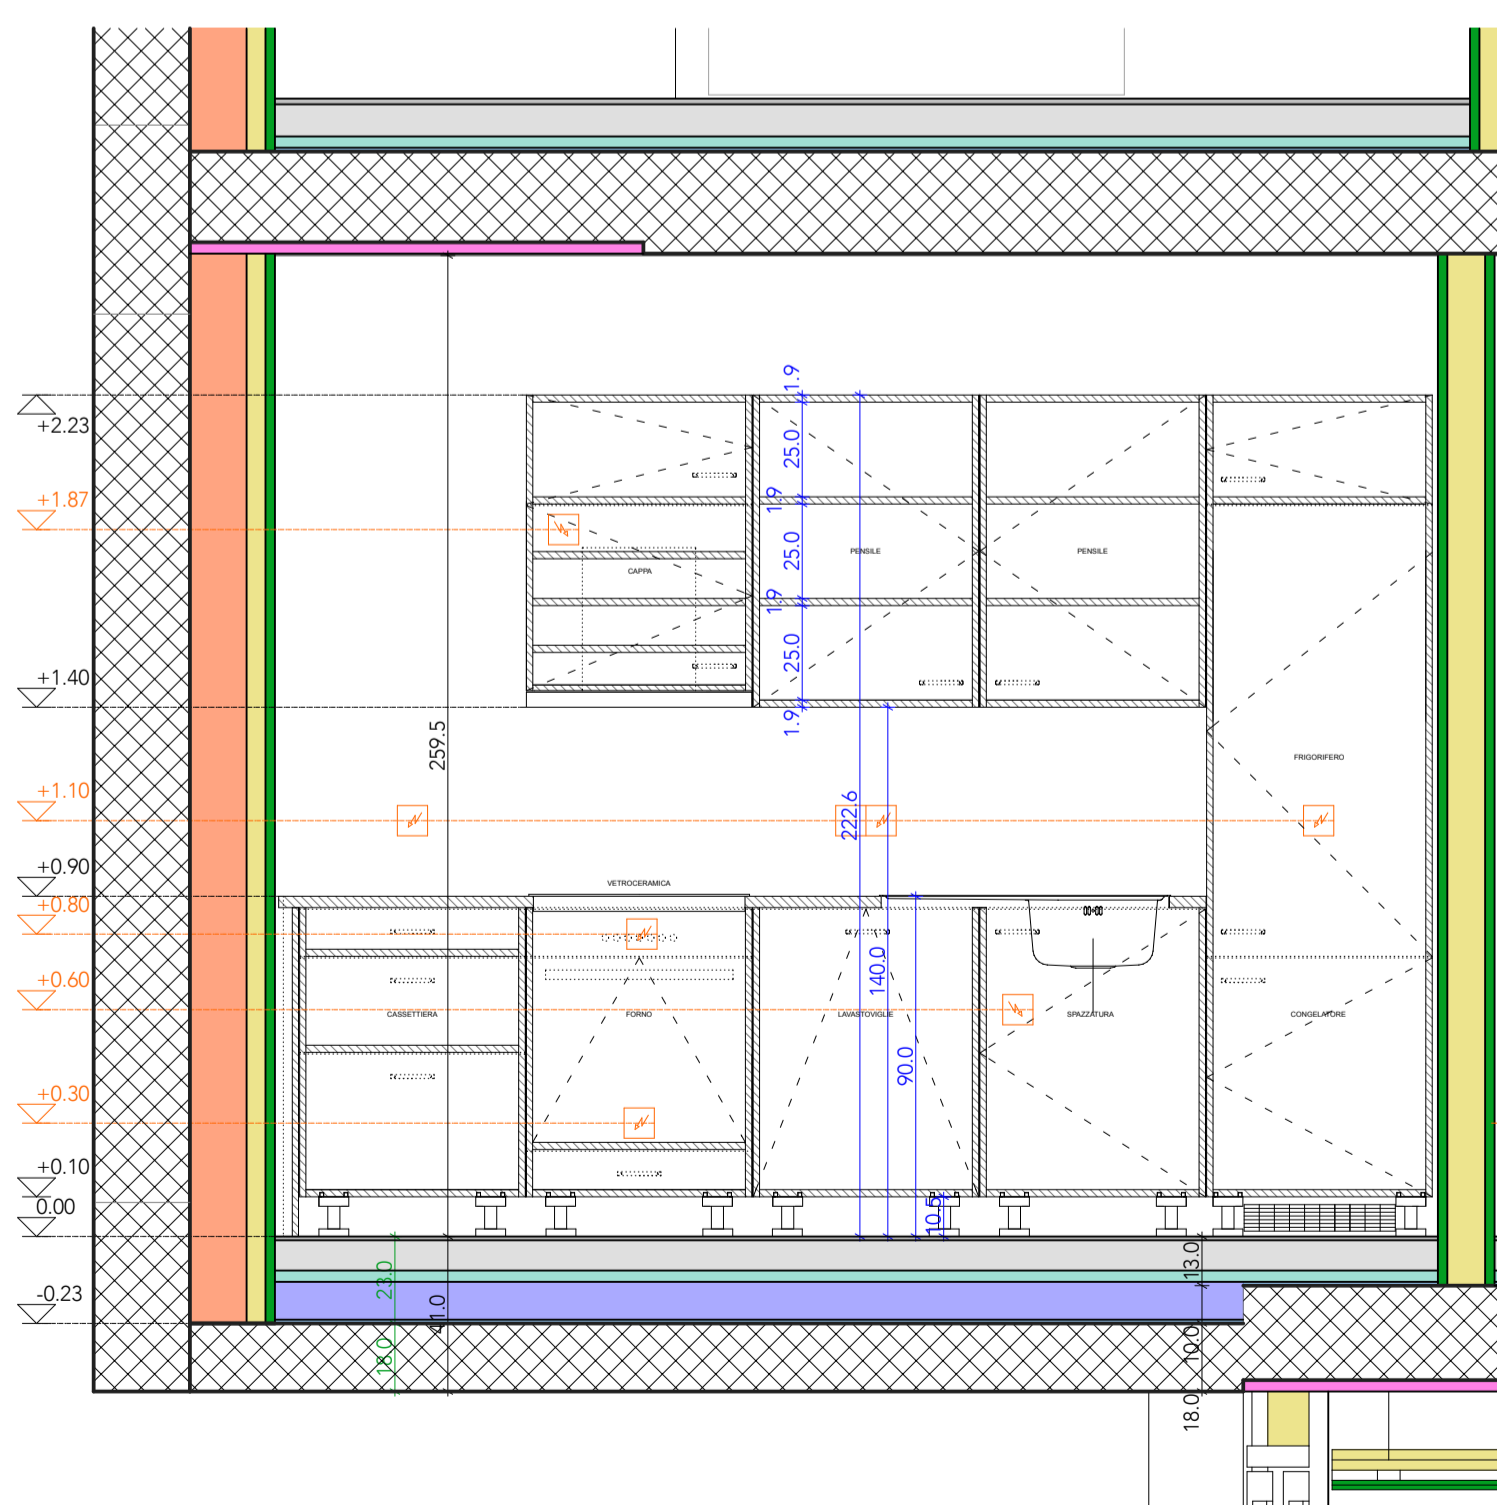 +2.23
+1.87
+1.40
+1.10
+0.90
+0.80
+0.60
+0.30
+0.10
0.00
-0.23
259.5
1.9
25.0
1.9
25.0
1.9
25.0
1.9
222.6
140.0
90.0
10.5
CAPPA
PENSILE
PENSILE
FRIGORIFERO
VETROCERAMICA
CASSETTIERA
FORNO
LAVASTOVIGLIE
SPAZZATURA
CONGELATORE
23.0
18.0
41.0
13.0
10.0
18.0